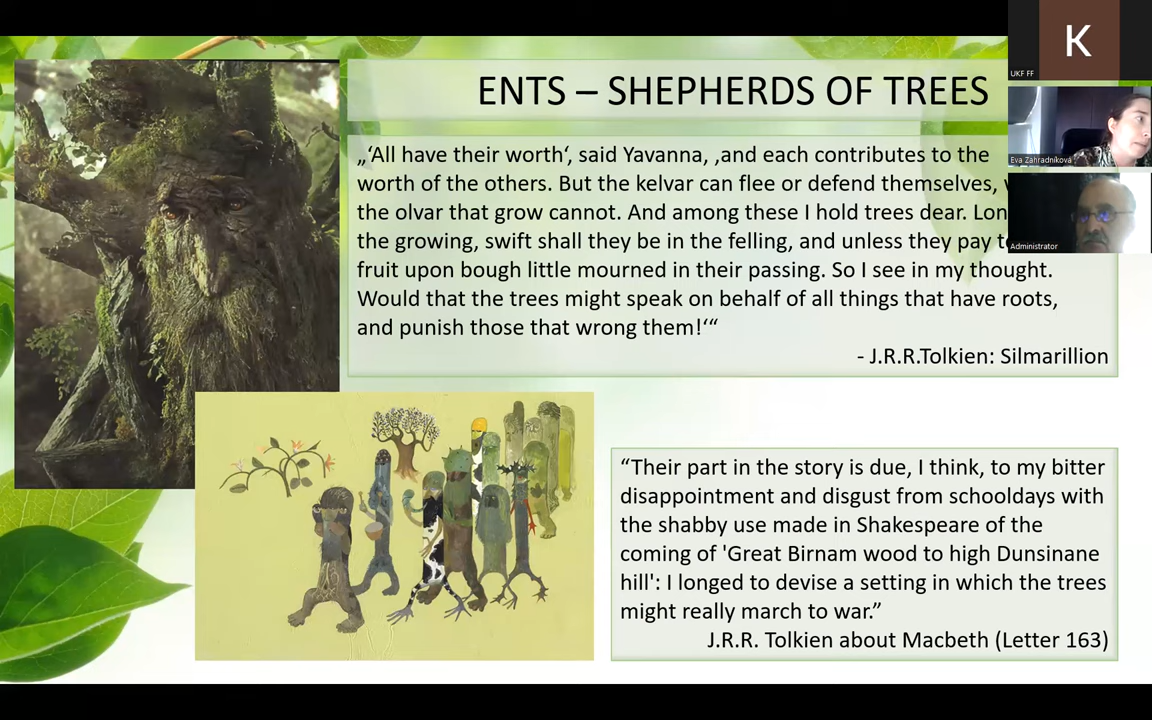 ENTS – SHEPHERDS OF TREES
„‘All have their worth‘, said Yavanna, ‚and each contributes to the
worth of the others. But the kelvar can flee or defend themselves,
the olvar that grow cannot. And among these I hold trees dear.
the growing, swift shall they be in the felling, and unless they pay
fruit upon bough little mourned in their passing. So I see in my thought.
Would that the trees might speak on behalf of all things that have roots,
and punish those that wrong them!‘“
- J.R.R.Tolkien: Silmarillion
“Their part in the story is due, I think, to my bitter
disappointment and disgust from schooldays with
the shabby use made in Shakespeare of the
coming of 'Great Birnam wood to high Dunsinane
hill': I longed to devise a setting in which the trees
might really march to war.”
J.R.R. Tolkien about Macbeth (Letter 163)
K
UKF FF
Eva Zahradníková
Administrator